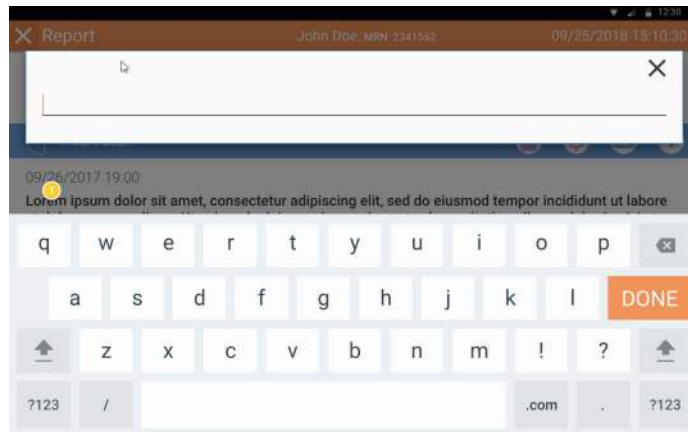 12:30
Report John Doe, MRN: 2341562 09/25/2018 15:10:30
09/26/2017 19:00
Lorem ipsum dolor sit amet, consectetur adipiscing elit, sed do eiusmod tempor incididunt ut labore
q w e r t y u i o p
a s d f g h j k l DONE
z x c v b n m ! ?
?123 / .com . ?123